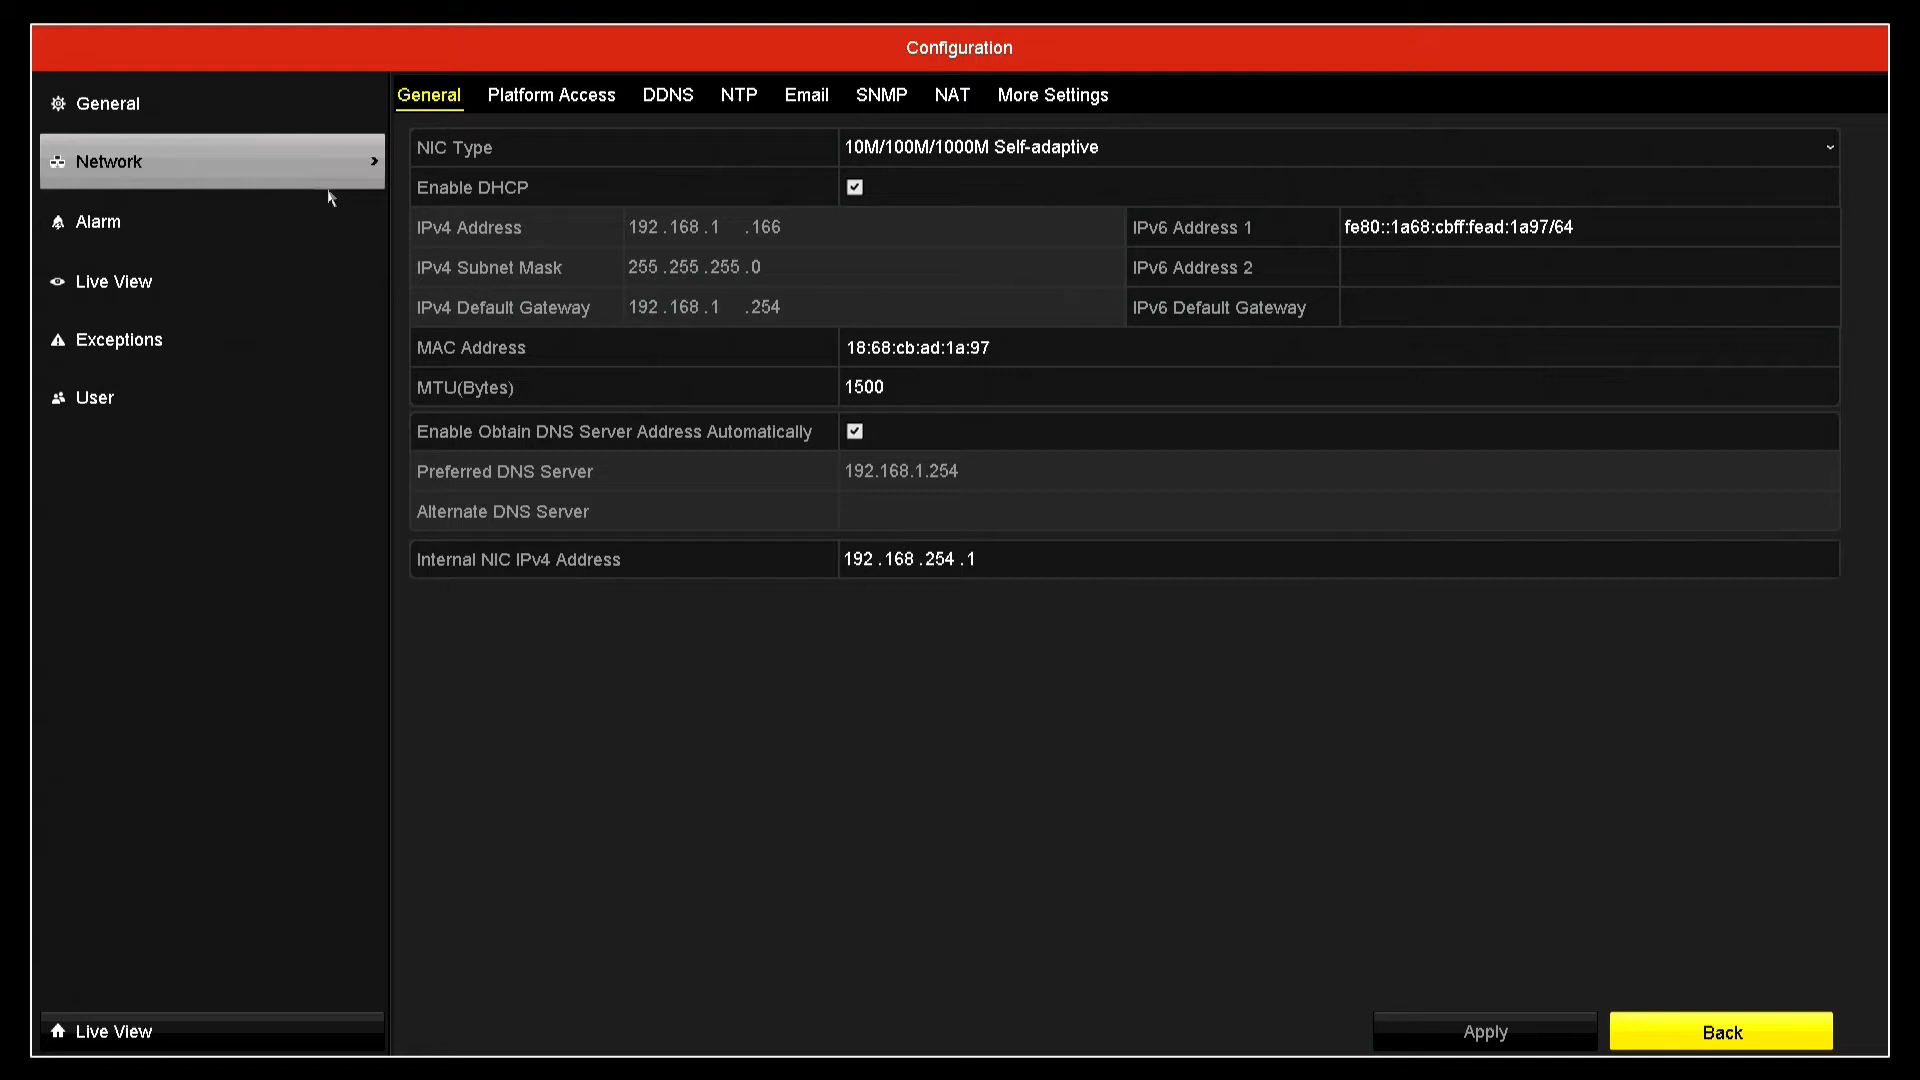 Configuration
General
Network
Alarm
Live View
Exceptions
User
Live View
General Platform Access DDNS NTP Email SNMP NAT More Settings
NIC Type 10M/100M/1000M Self-adaptive
Enable DHCP
IPv4 Address 192 .168 .1 .166 IPv6 Address 1 fe80::1a68:cbff:fead:1a97/64
IPv4 Subnet Mask 255 .255 .255 .0 IPv6 Address 2
IPv4 Default Gateway 192 .168 .1 .254 IPv6 Default Gateway
MAC Address 18:68:cb:ad:1a:97
MTU(Bytes) 1500
Enable Obtain DNS Server Address Automatically
Preferred DNS Server 192.168.1.254
Alternate DNS Server
Internal NIC IPv4 Address 192 .168 .254 .1
Apply Back